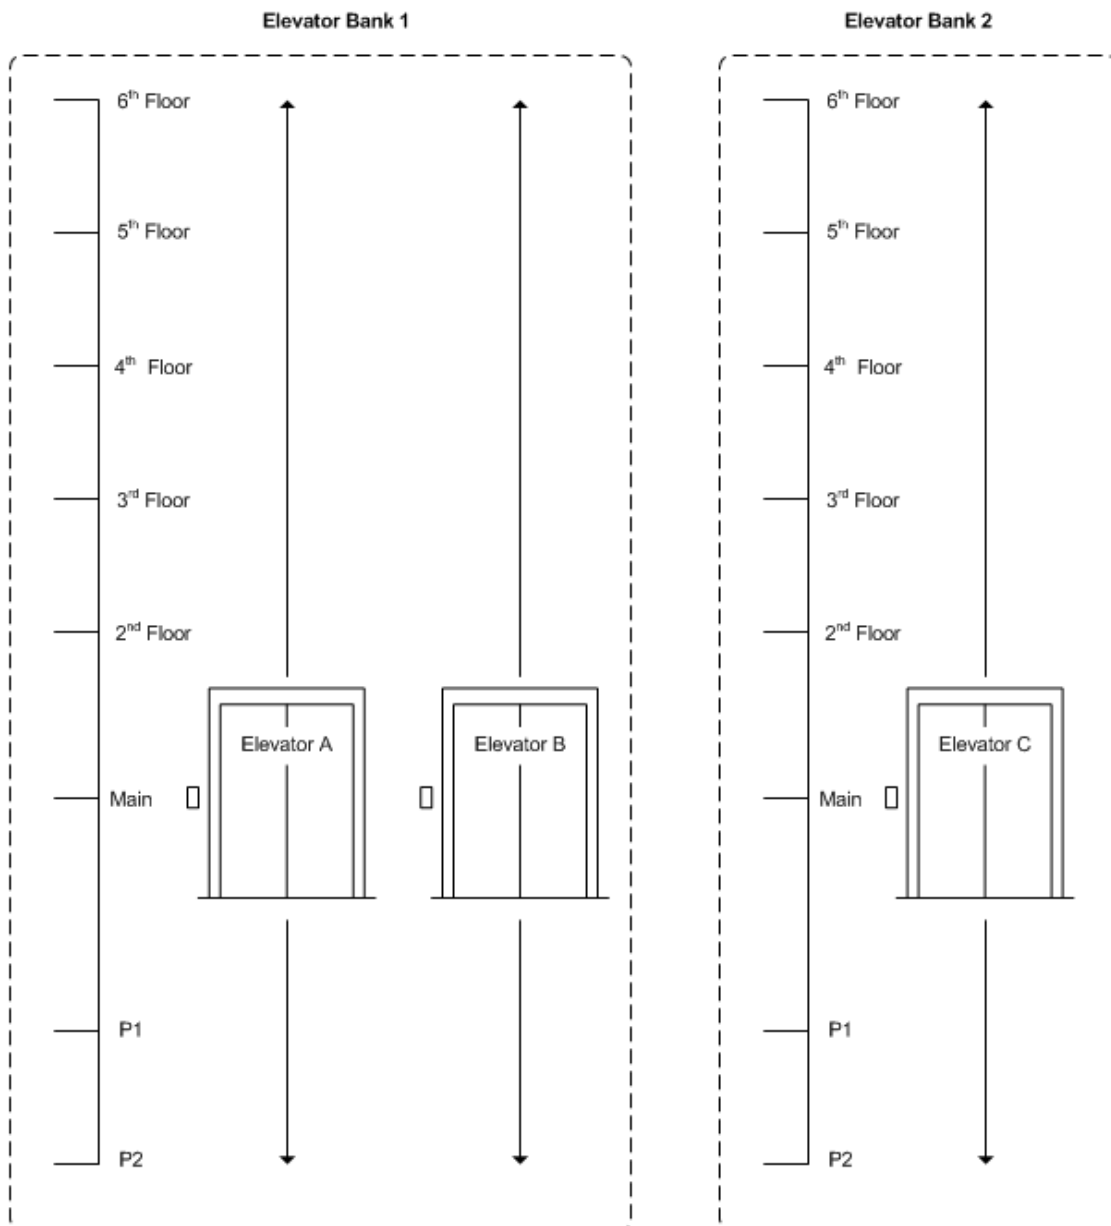 Elevator Bank 1
6th Floor
5th Floor
4th Floor
3rd Floor
2nd Floor
Elevator A
Elevator B
Main
P1
P2
Elevator Bank 2
6th Floor
5th Floor
4th Floor
3rd Floor
2nd Floor
Elevator C
Main
P1
P2